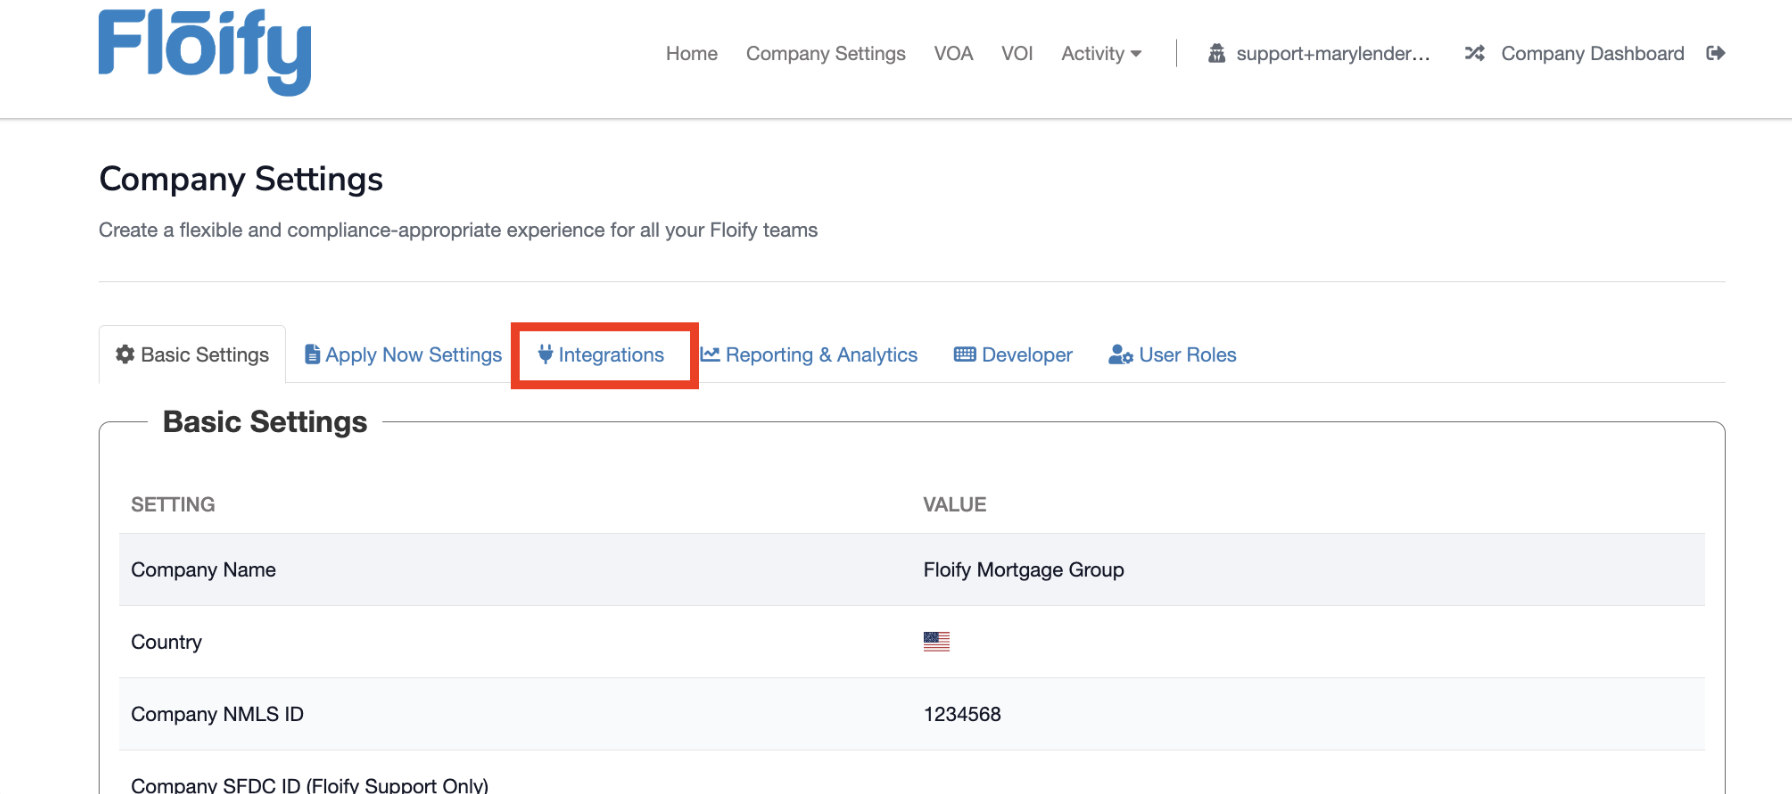 Floify
Home Company Settings VOA VOI Activity support+marylender... Company Dashboard
Company Settings
Create a flexible and compliance-appropriate experience for all your Floify teams
Basic Settings Apply Now Settings Integrations Reporting & Analytics Developer User Roles
Basic Settings
SETTING VALUE
Company Name Floify Mortgage Group
Country
Company NMLS ID 1234568
Company SFDC ID (Floify Support Only)